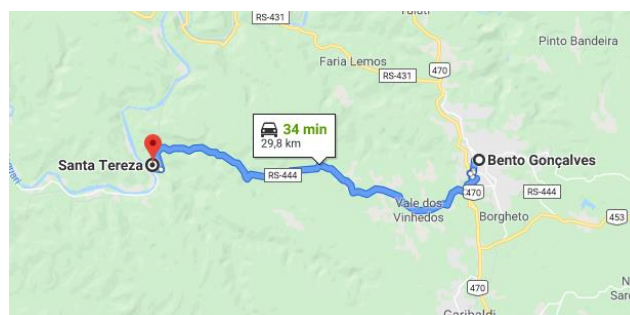 RS-431
Tuiuti
Pinto Bandeira
Faria Lemos
RS-431
470
34 min
29,8 km
Santa Tereza
Bento Gonçalves
RS-444
470
RS-444
Vale dos
Vinhedos
Borgheto
453
470
Garibaldi